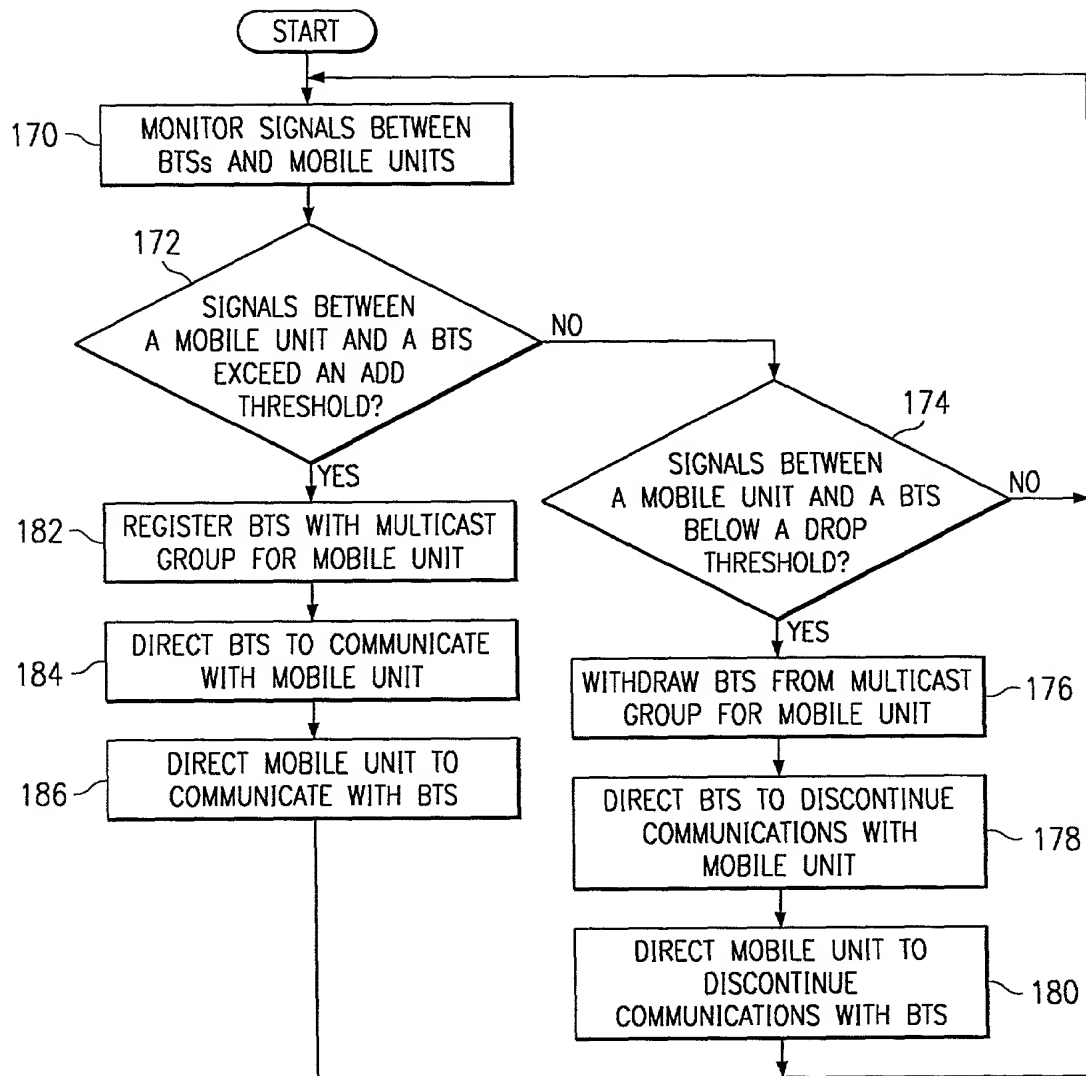 START
170
MONITOR SIGNALS BETWEEN
BTSs AND MOBILE UNITS
172
SIGNALS BETWEEN
A MOBILE UNIT AND A BTS
EXCEED AN ADD
THRESHOLD?
NO
YES
174
SIGNALS BETWEEN
A MOBILE UNIT AND A BTS
BELOW A DROP
THRESHOLD?
NO
YES
182
REGISTER BTS WITH MULTICAST
GROUP FOR MOBILE UNIT
184
DIRECT BTS TO COMMUNICATE
WITH MOBILE UNIT
186
DIRECT MOBILE UNIT TO
COMMUNICATE WITH BTS
WITHDRAW BTS FROM MULTICAST
GROUP FOR MOBILE UNIT
176
DIRECT BTS TO DISCONTINUE
COMMUNICATIONS WITH
MOBILE UNIT
178
DIRECT MOBILE UNIT TO
DISCONTINUE
COMMUNICATIONS WITH BTS
180